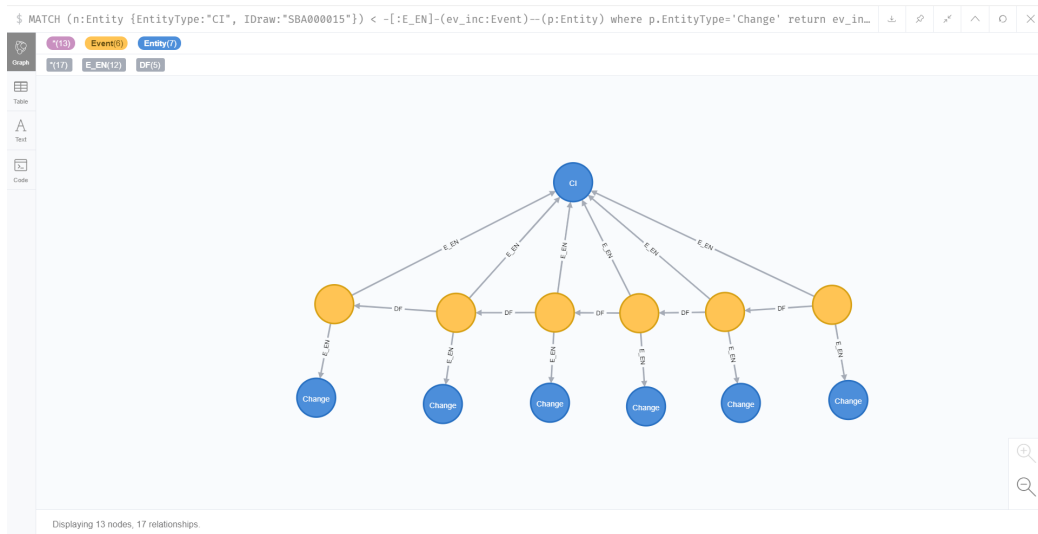 $ MATCH (n:Entity {EntityType:"CI", IDraw:"SBA000015"}) < -[:E_EN]-(ev_inc:Event)--(p:Entity) where p.EntityType='Change' return ev_in…
Graph
*(13) Event(6) Entity(7)
*(17) E_EN(12) DF(5)
Table
A
Text
Code
CI
E_EN E_EN E_EN E_EN E_EN E_EN
DF DF DF DF DF
E_EN E_EN E_EN E_EN E_EN E_EN
Change Change Change Change Change Change
Displaying 13 nodes, 17 relationships.